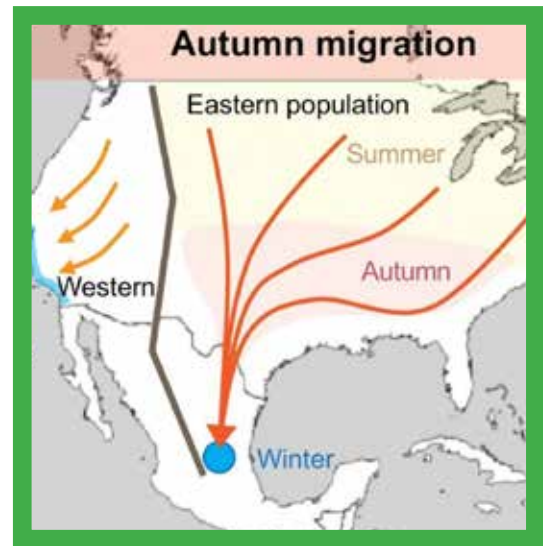 Autumn migration
Eastern population
Summer
Autumn
Western
Winter